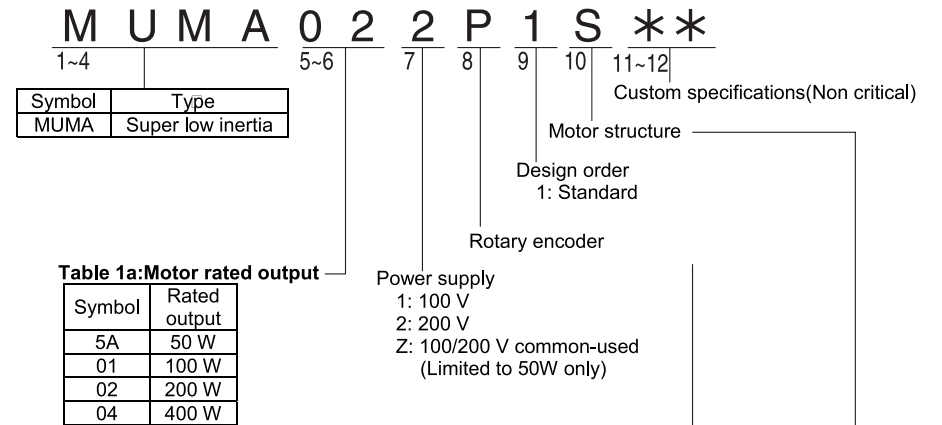 M U M A 0 2 2 P 1 S ＊＊
1~4 5~6 7 8 9 10 11~12
Custom specifications(Non critical)
Symbol Type
MUMA Super low inertia
Motor structure
Design order
1: Standard
Rotary encoder
Table 1a:Motor rated output
Symbol Rated output
5A 50 W
01 100 W
02 200 W
04 400 W
Power supply
1: 100 V
2: 200 V
Z: 100/200 V common-used
(Limited to 50W only)